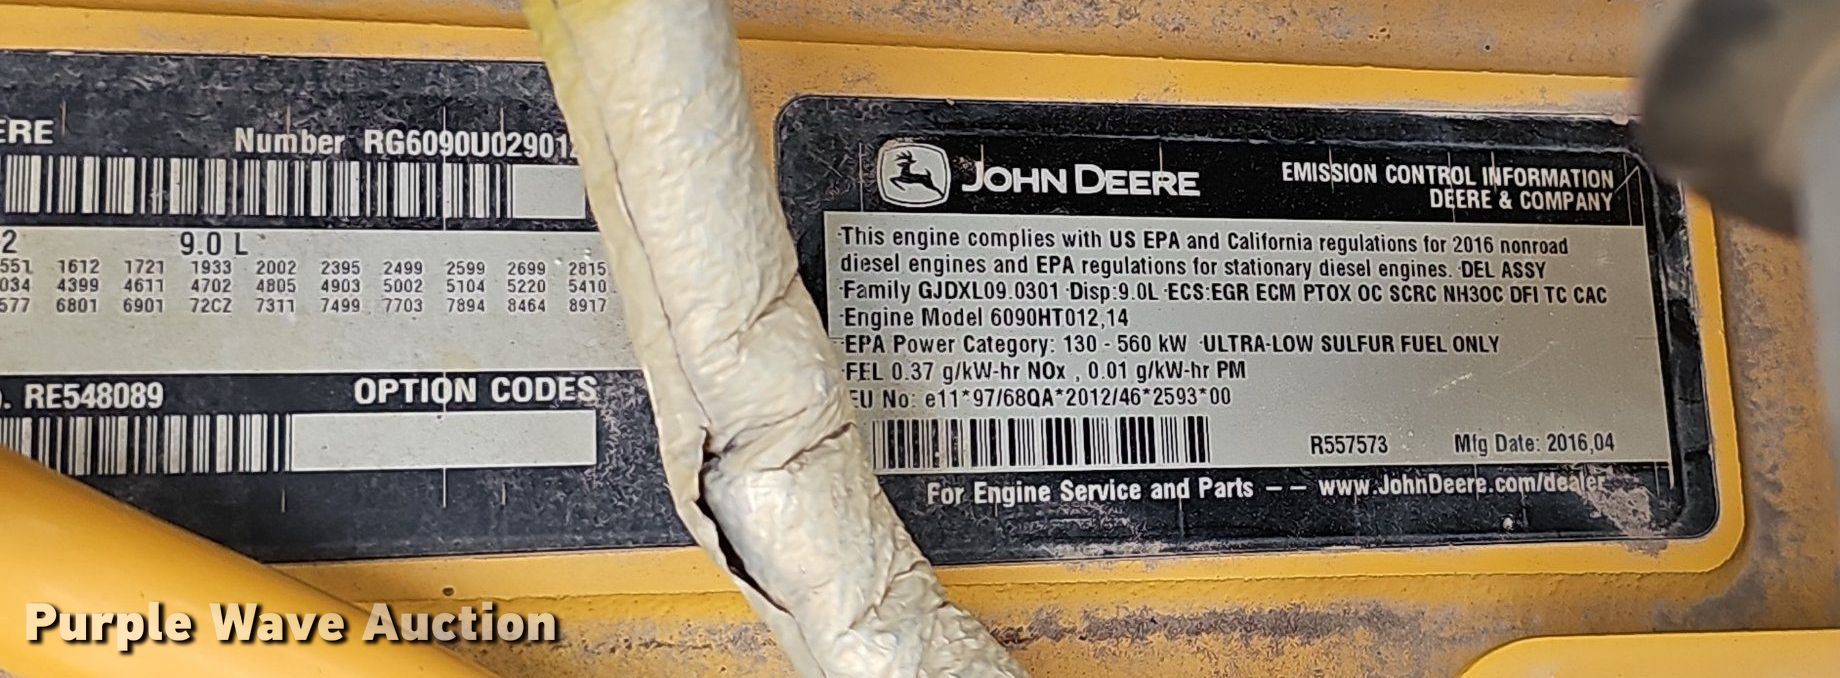 ERE
Number RG6090U02901
2 9.0 L
551 1612 1721 1933 2002 2395 2499 2599 2699 2815
034 4399 4611 4702 4805 4903 5002 5104 5220 5410
577 6801 6901 72CZ 7311 7499 7703 7894 8464 8917
. RE548089 OPTION CODES
JOHN DEERE
EMISSION CONTROL INFORMATION
DEERE & COMPANY
This engine complies with US EPA and California regulations for 2016 nonroad
diesel engines and EPA regulations for stationary diesel engines. DEL ASSY
Family GJDXL09.0301 Disp:9.0L ECS:EGR ECM PTOX OC SCRC NH3OC DFI TC CAC
Engine Model 6090HT012,14
EPA Power Category: 130 - 560 kW ULTRA-LOW SULFUR FUEL ONLY
FEL 0.37 g/kW-hr NOx , 0.01 g/kW-hr PM
EU No: e11*97/68QA*2012/46*2593*00
R557573 Mfg Date: 2016,04
For Engine Service and Parts – – www.JohnDeere.com/dealer
Purple Wave Auction